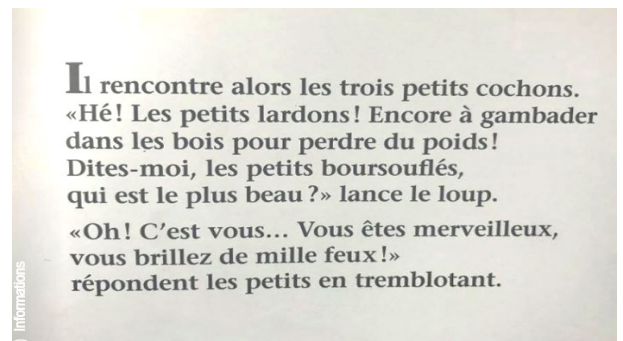 Il rencontre alors les trois petits cochons.
«Hé! Les petits lardons! Encore à gambader
dans les bois pour perdre du poids!
Dites-moi, les petits boursouflés,
qui est le plus beau?» lance le loup.
«Oh! C'est vous... Vous êtes merveilleux,
vous brillez de mille feux!»
répondent les petits en tremblotant.
Informations